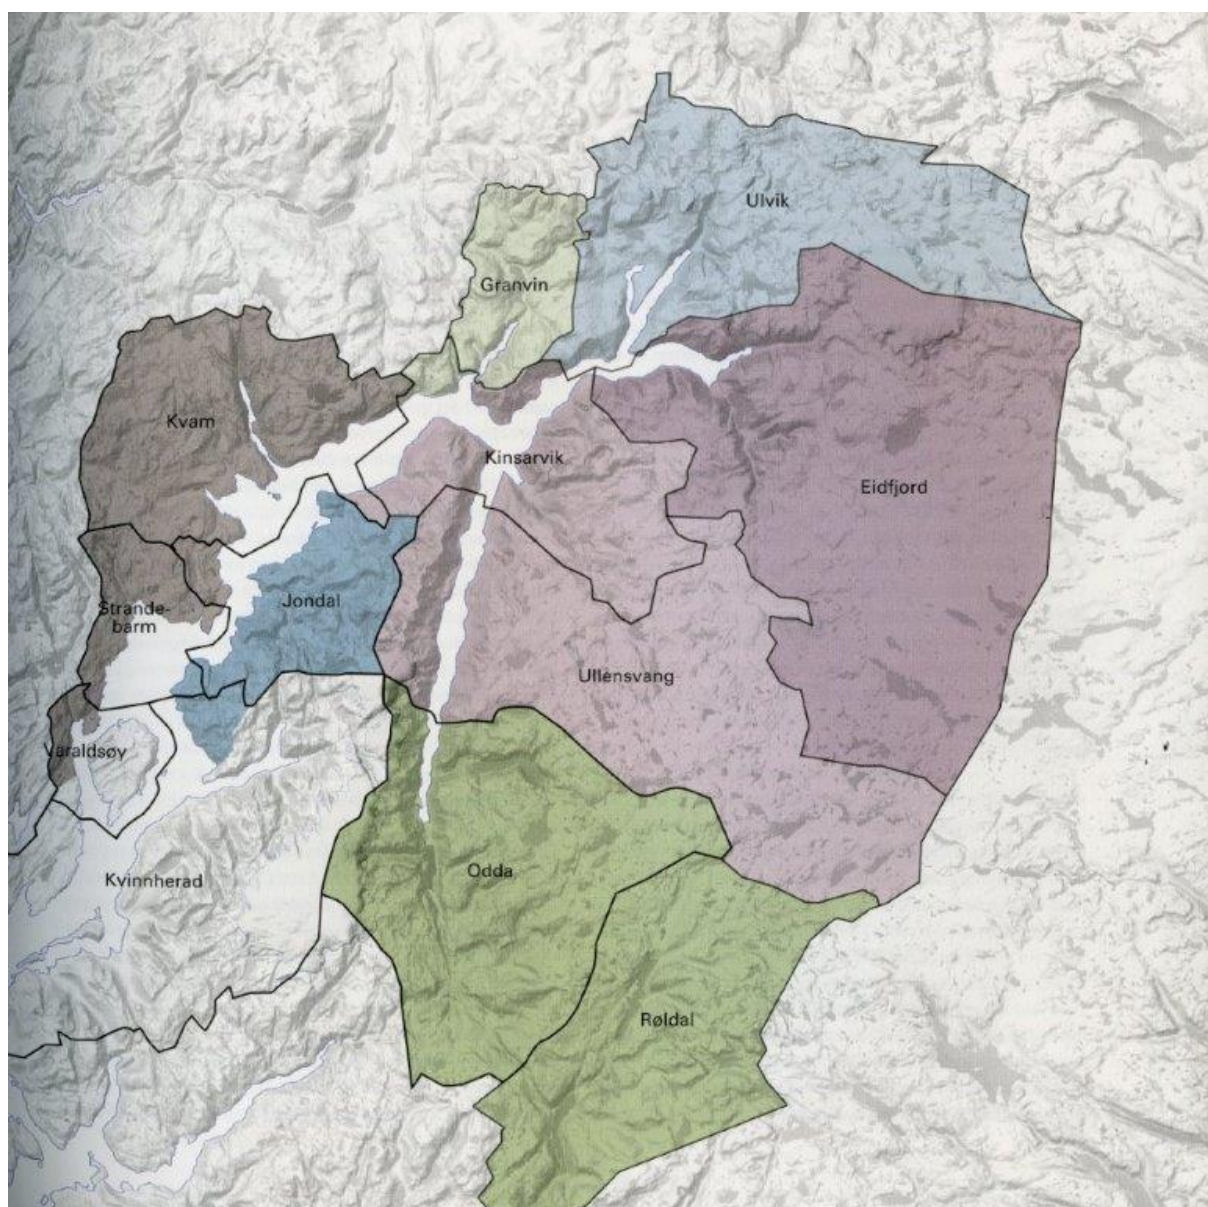 Ulvik
Granvin
Kvam
Kinsarvik
Eidfjord
Jondal
Strande-
barm
Ullensvang
Varaldsøy
Odda
Kvinnherad
Røldal